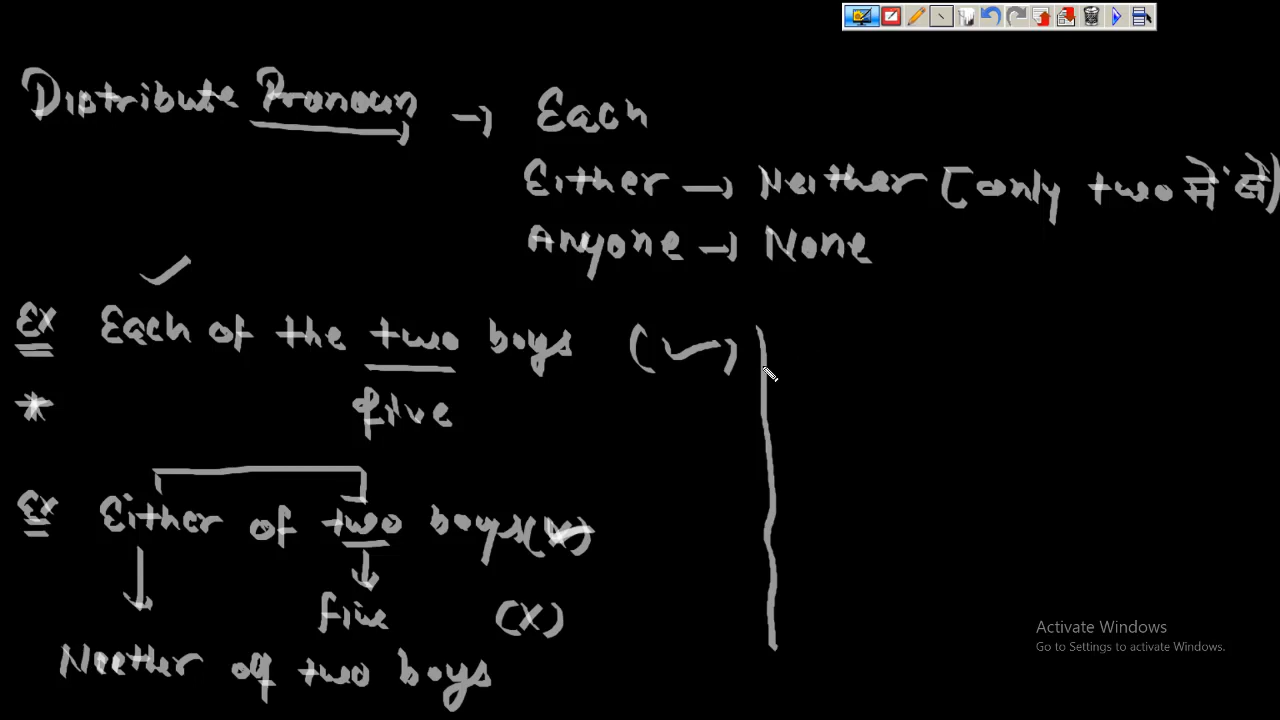 Distribute Pronoun → Each
Either → Neither [only two में से]
Anyone → None
Ex Each of the two boys (✓)
* five
Ex Either of two boys (✓)
five (X)
Neither of two boys
Activate Windows
Go to Settings to activate Windows.